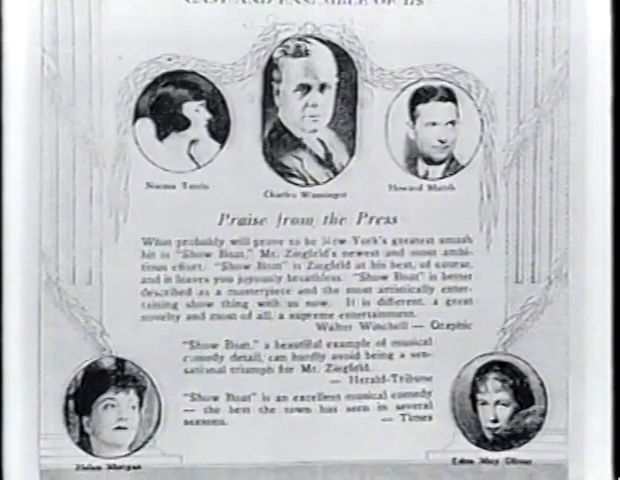 CAST AND ENSEMBLE OF 115
Norma Terris
Charles Winninger
Howard Marsh
Praise from the Press
What probably will prove to be New York's greatest smash
hit is "Show Boat," Mr. Ziegfeld's newest and most ambi-
tious effort. "Show Boat" is Ziegfeld at his best, of course,
and it leaves you joyously breathless. "Show Boat" is better
described as a masterpiece and the most artistically enter-
taining show thing with us now. It is different, a great
novelty and most of all, a supreme entertainment.
Walter Winchell — Graphic
"Show Boat," a beautiful example of musical
comedy detail, can hardly avoid being a sen-
sational triumph for Mr. Ziegfeld.
— Herald-Tribune
"Show Boat" is an excellent musical comedy
— the best the town has seen in several
seasons. — Times
Helen Morgan
Edna May Oliver